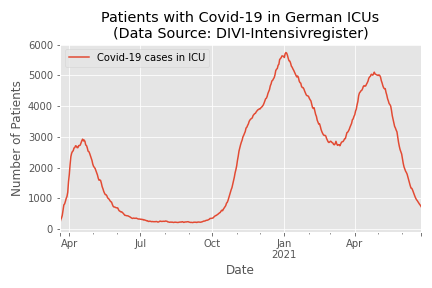 Patients with Covid-19 in German ICUs
(Data Source: DIVI-Intensivregister)
6000
Covid-19 cases in ICU
5000
4000
3000
2000
1000
0
Number of Patients
Apr Jul Oct Jan Apr
2021
Date